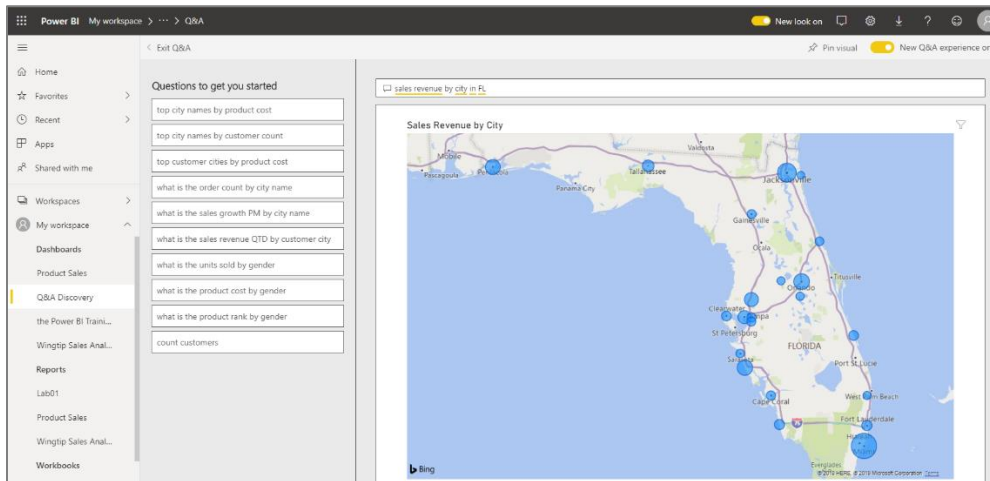 Power BI My workspace > ··· > Q&A
New look on
Home
Favorites
Recent
Apps
Shared with me
Workspaces
My workspace
Dashboards
Product Sales
Q&A Discovery
the Power BI Traini...
Wingtip Sales Anal...
Reports
Lab01
Product Sales
Wingtip Sales Anal...
Workbooks
Exit Q&A
Pin visual
New Q&A experience on
Questions to get you started
top city names by product cost
top city names by customer count
top customer cities by product cost
what is the order count by city name
what is the sales growth PM by city name
what is the sales revenue QTD by customer city
what is the units sold by gender
what is the product cost by gender
what is the product rank by gender
count customers
sales revenue by city in FL
Sales Revenue by City
Mobile
Pascagoula
Pensacola
Panama City
Tallahassee
Valdosta
Jacksonville
Gainesville
Ocala
Titusville
Orlando
Clearwater
Tampa
St Petersburg
FLORIDA
Sarasota
Port St Lucie
Cape Coral
West Palm Beach
Fort Lauderdale
Hialeah
Miami
Everglades
Bing
© 2019 HERE, © 2019 Microsoft Corporation Terms